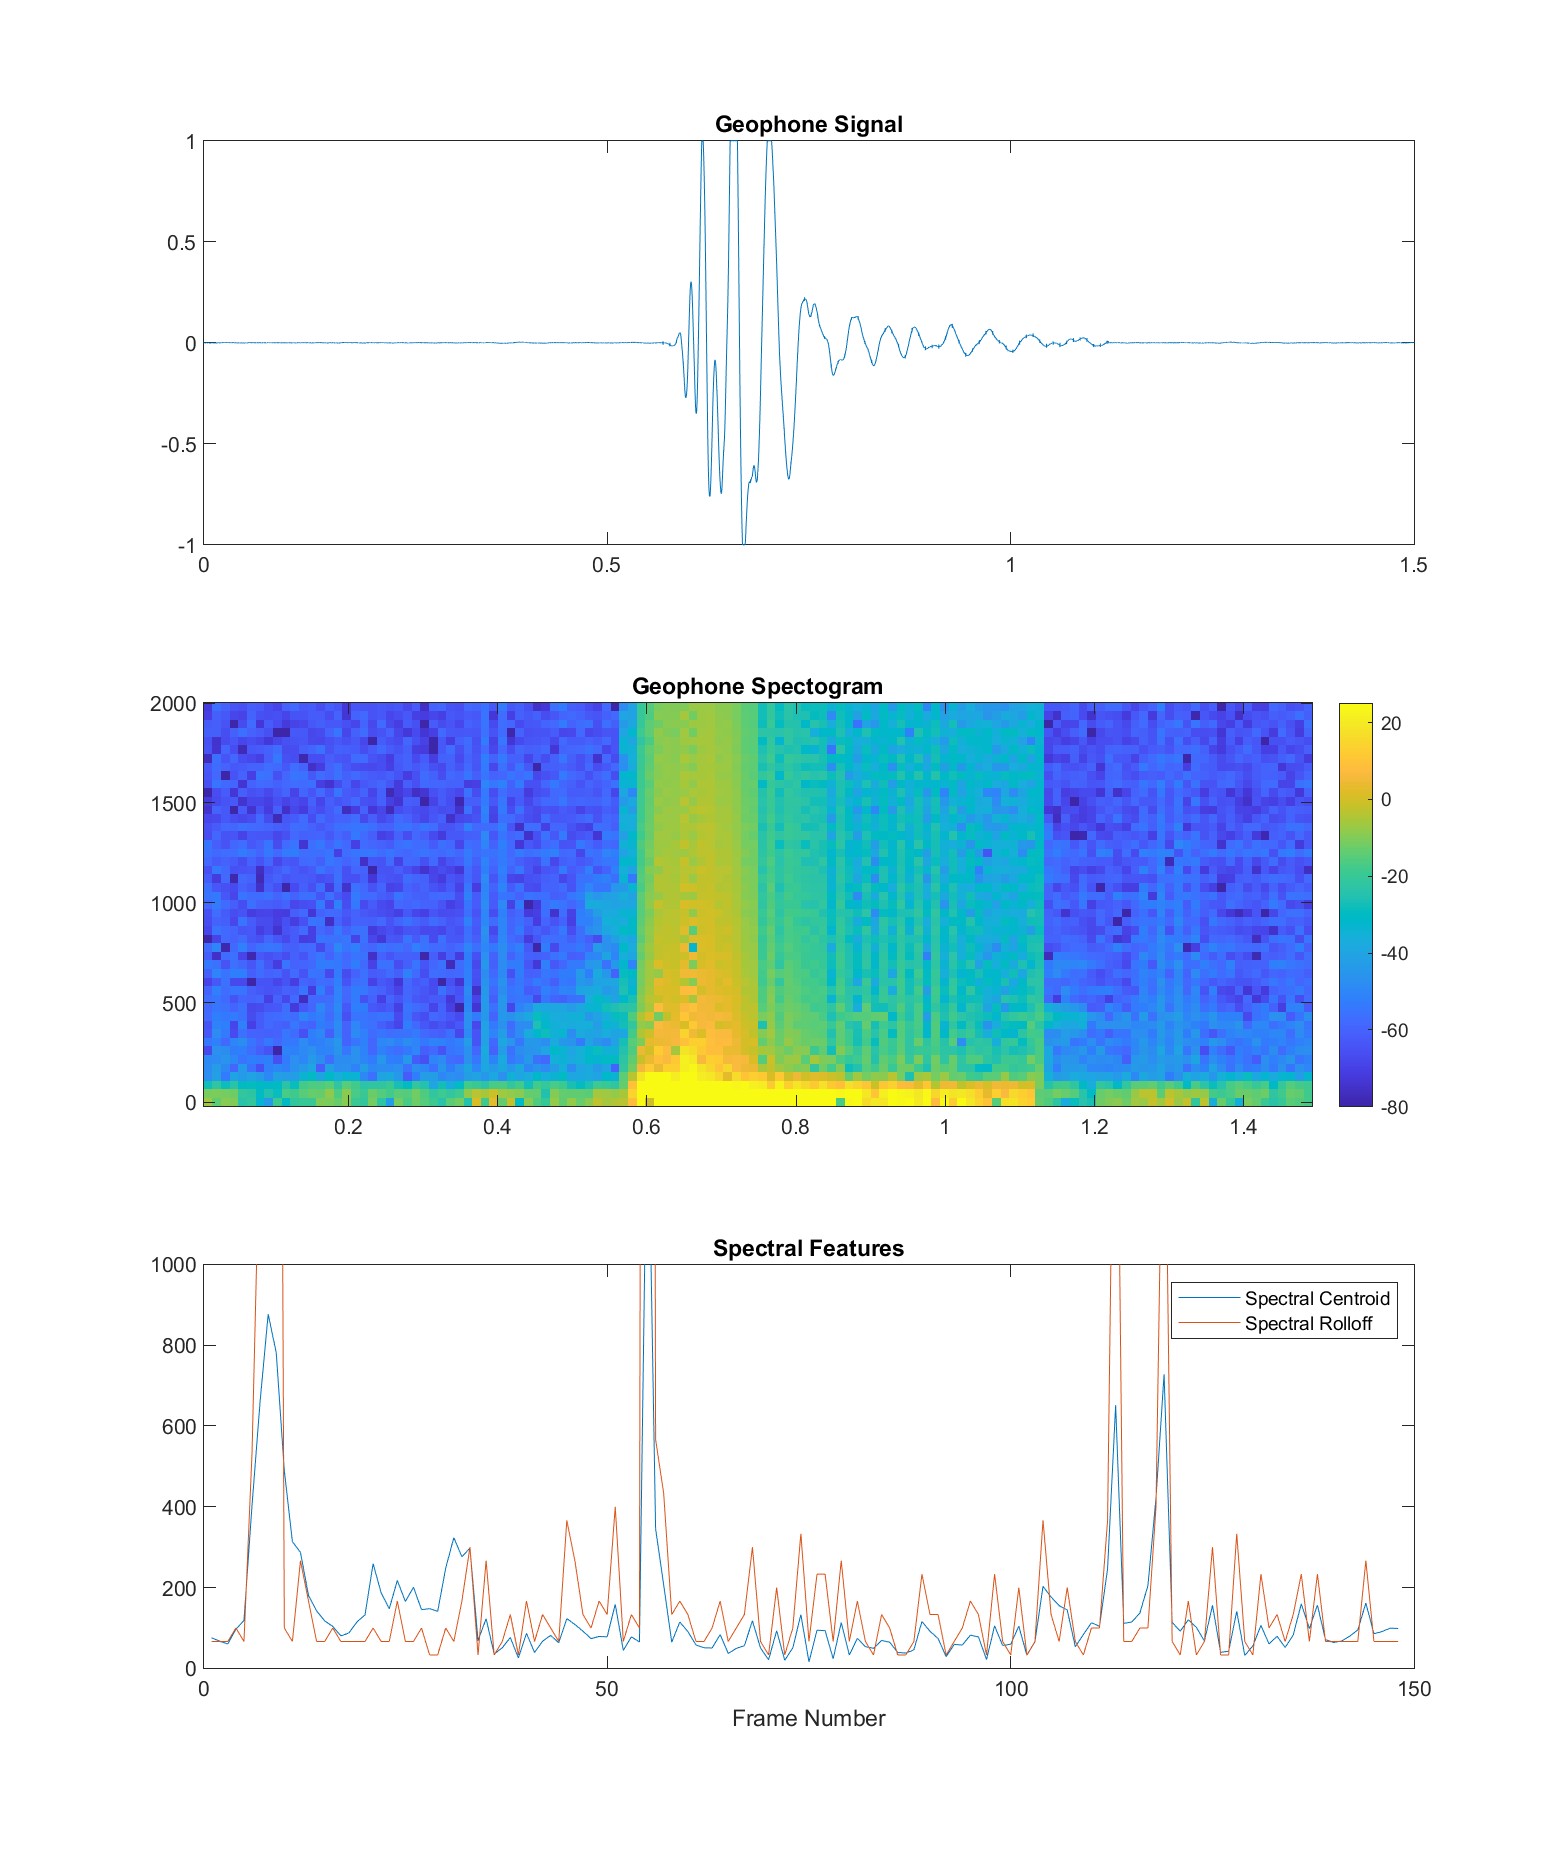 Geophone Signal
1
0.5
0
-0.5
-1
0 0.5 1 1.5
Geophone Spectogram
2000
1500
1000
500
0
0.2 0.4 0.6 0.8 1 1.2 1.4
20
0
-20
-40
-60
-80
Spectral Features
1000
800
600
400
200
0
Spectral Centroid
Spectral Rolloff
0 50 100 150
Frame Number